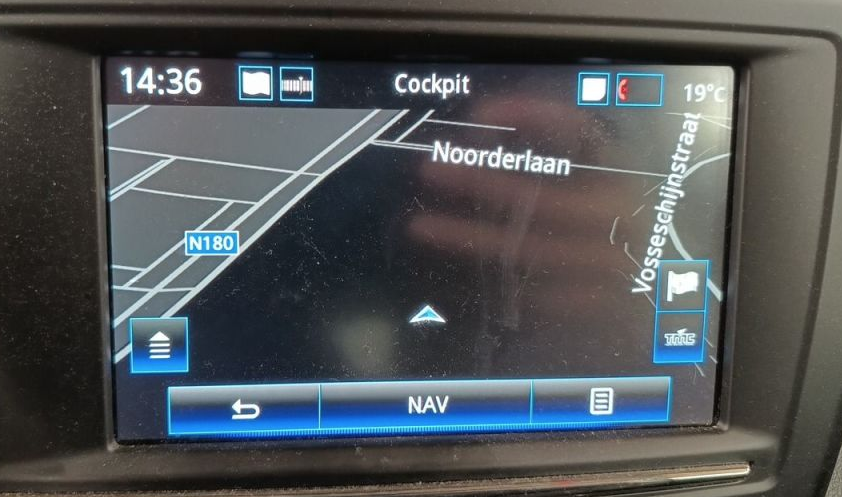 14:36
Cockpit
19°C
Noorderlaan
Vosseschijnstraat
N180
TMC
NAV